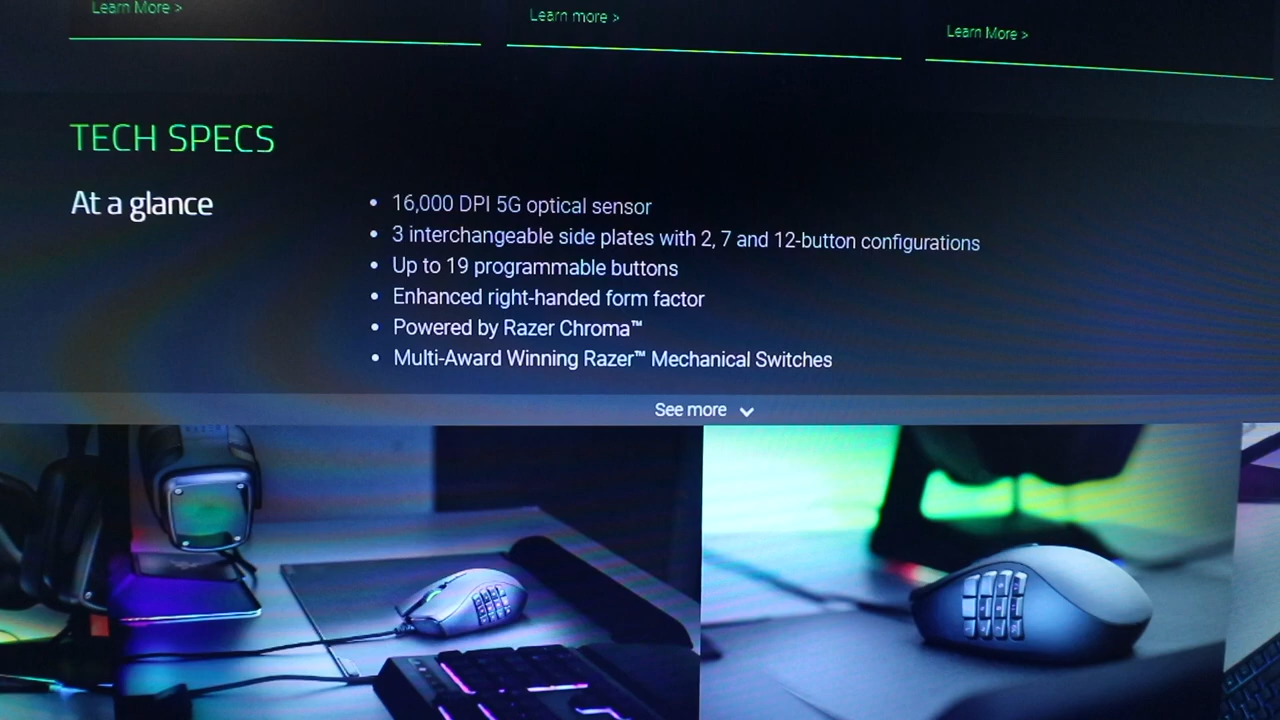 Learn More >
Learn more >
Learn More >
TECH SPECS
At a glance
• 16,000 DPI 5G optical sensor
• 3 interchangeable side plates with 2, 7 and 12-button configurations
• Up to 19 programmable buttons
• Enhanced right-handed form factor
• Powered by Razer Chroma™
• Multi-Award Winning Razer™ Mechanical Switches
See more